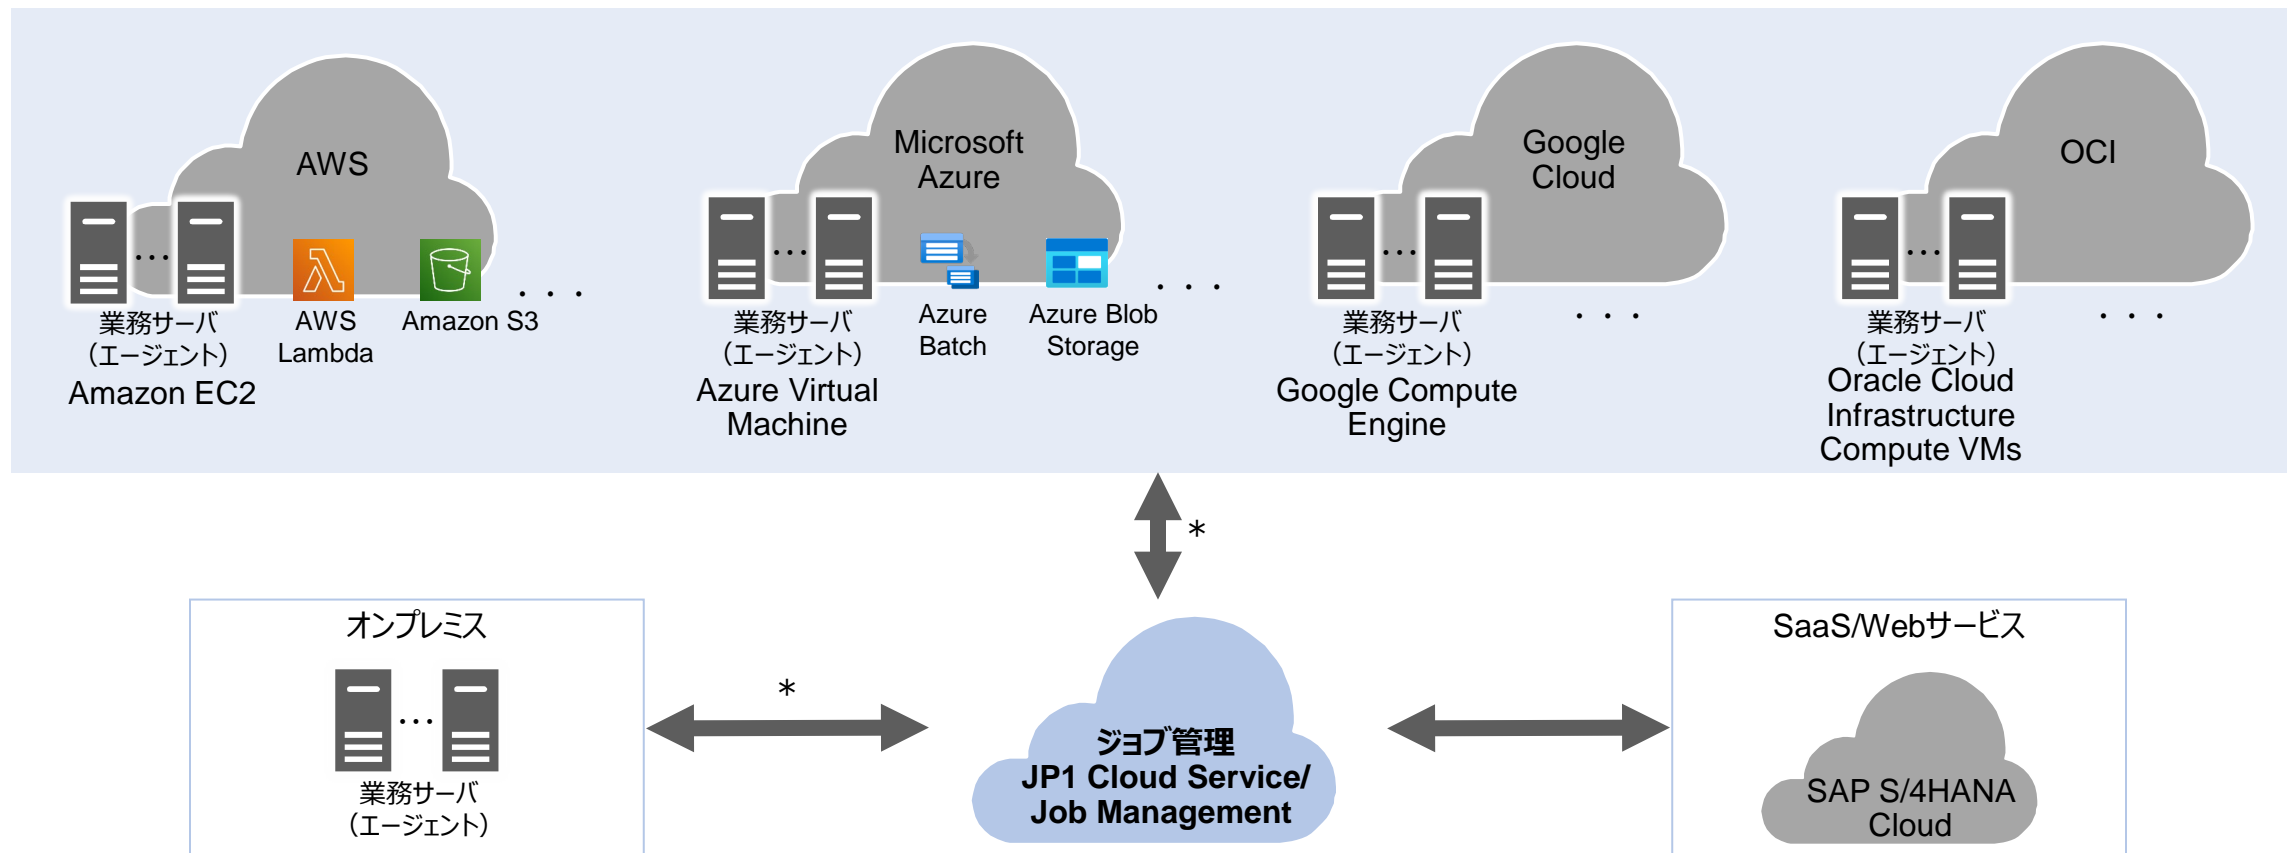 AWS
…
業務サーバ
（エージェント）
Amazon EC2
AWS
Lambda
Amazon S3
・・・
Microsoft
Azure
…
業務サーバ
（エージェント）
Azure Virtual
Machine
Azure
Batch
Azure Blob
Storage
・・・
Google
Cloud
…
業務サーバ
（エージェント）
Google Compute
Engine
・・・
OCI
…
業務サーバ
（エージェント）
Oracle Cloud
Infrastructure
Compute VMs
・・・
*
オンプレミス
…
業務サーバ
（エージェント）
*
ジョブ管理
JP1 Cloud Service/
Job Management
SaaS/Webサービス
SAP S/4HANA
Cloud